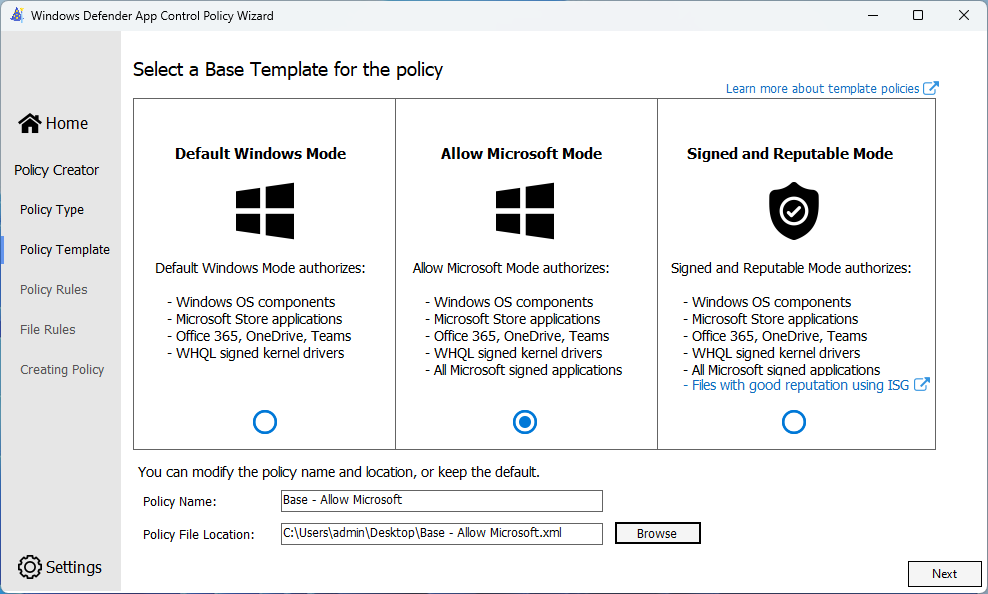 Windows Defender App Control Policy Wizard
Home
Policy Creator
Policy Type
Policy Template
Policy Rules
File Rules
Creating Policy
Settings
Select a Base Template for the policy
Learn more about template policies
Default Windows Mode
Default Windows Mode authorizes:
- Windows OS components
- Microsoft Store applications
- Office 365, OneDrive, Teams
- WHQL signed kernel drivers
Allow Microsoft Mode
Allow Microsoft Mode authorizes:
- Windows OS components
- Microsoft Store applications
- Office 365, OneDrive, Teams
- WHQL signed kernel drivers
- All Microsoft signed applications
Signed and Reputable Mode
Signed and Reputable Mode authorizes:
- Windows OS components
- Microsoft Store applications
- Office 365, OneDrive, Teams
- WHQL signed kernel drivers
- All Microsoft signed applications
- Files with good reputation using ISG
You can modify the policy name and location, or keep the default.
Policy Name: Base - Allow Microsoft
Policy File Location: C:\Users\admin\Desktop\Base - Allow Microsoft.xml Browse
Next